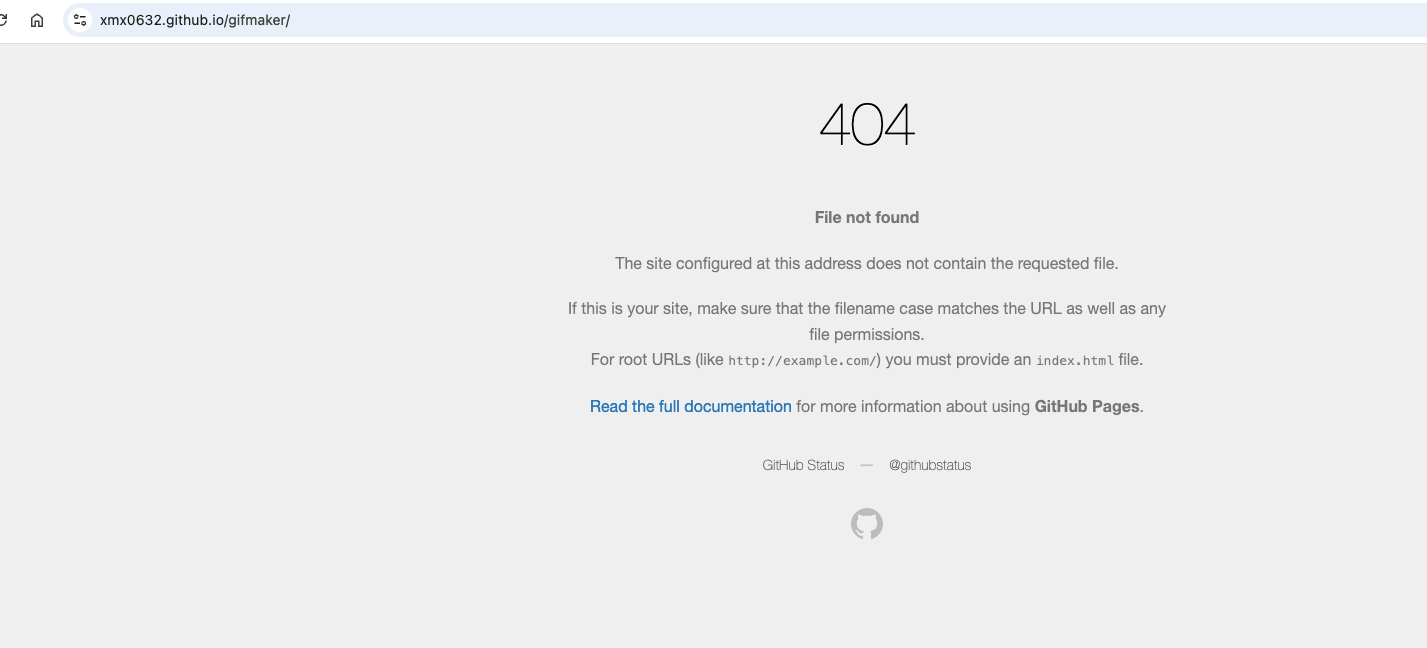 xmx0632.github.io/gifmaker/
404
File not found
The site configured at this address does not contain the requested file.
If this is your site, make sure that the filename case matches the URL as well as any
file permissions.
For root URLs (like http://example.com/) you must provide an index.html file.
Read the full documentation for more information about using GitHub Pages.
GitHub Status — @githubstatus